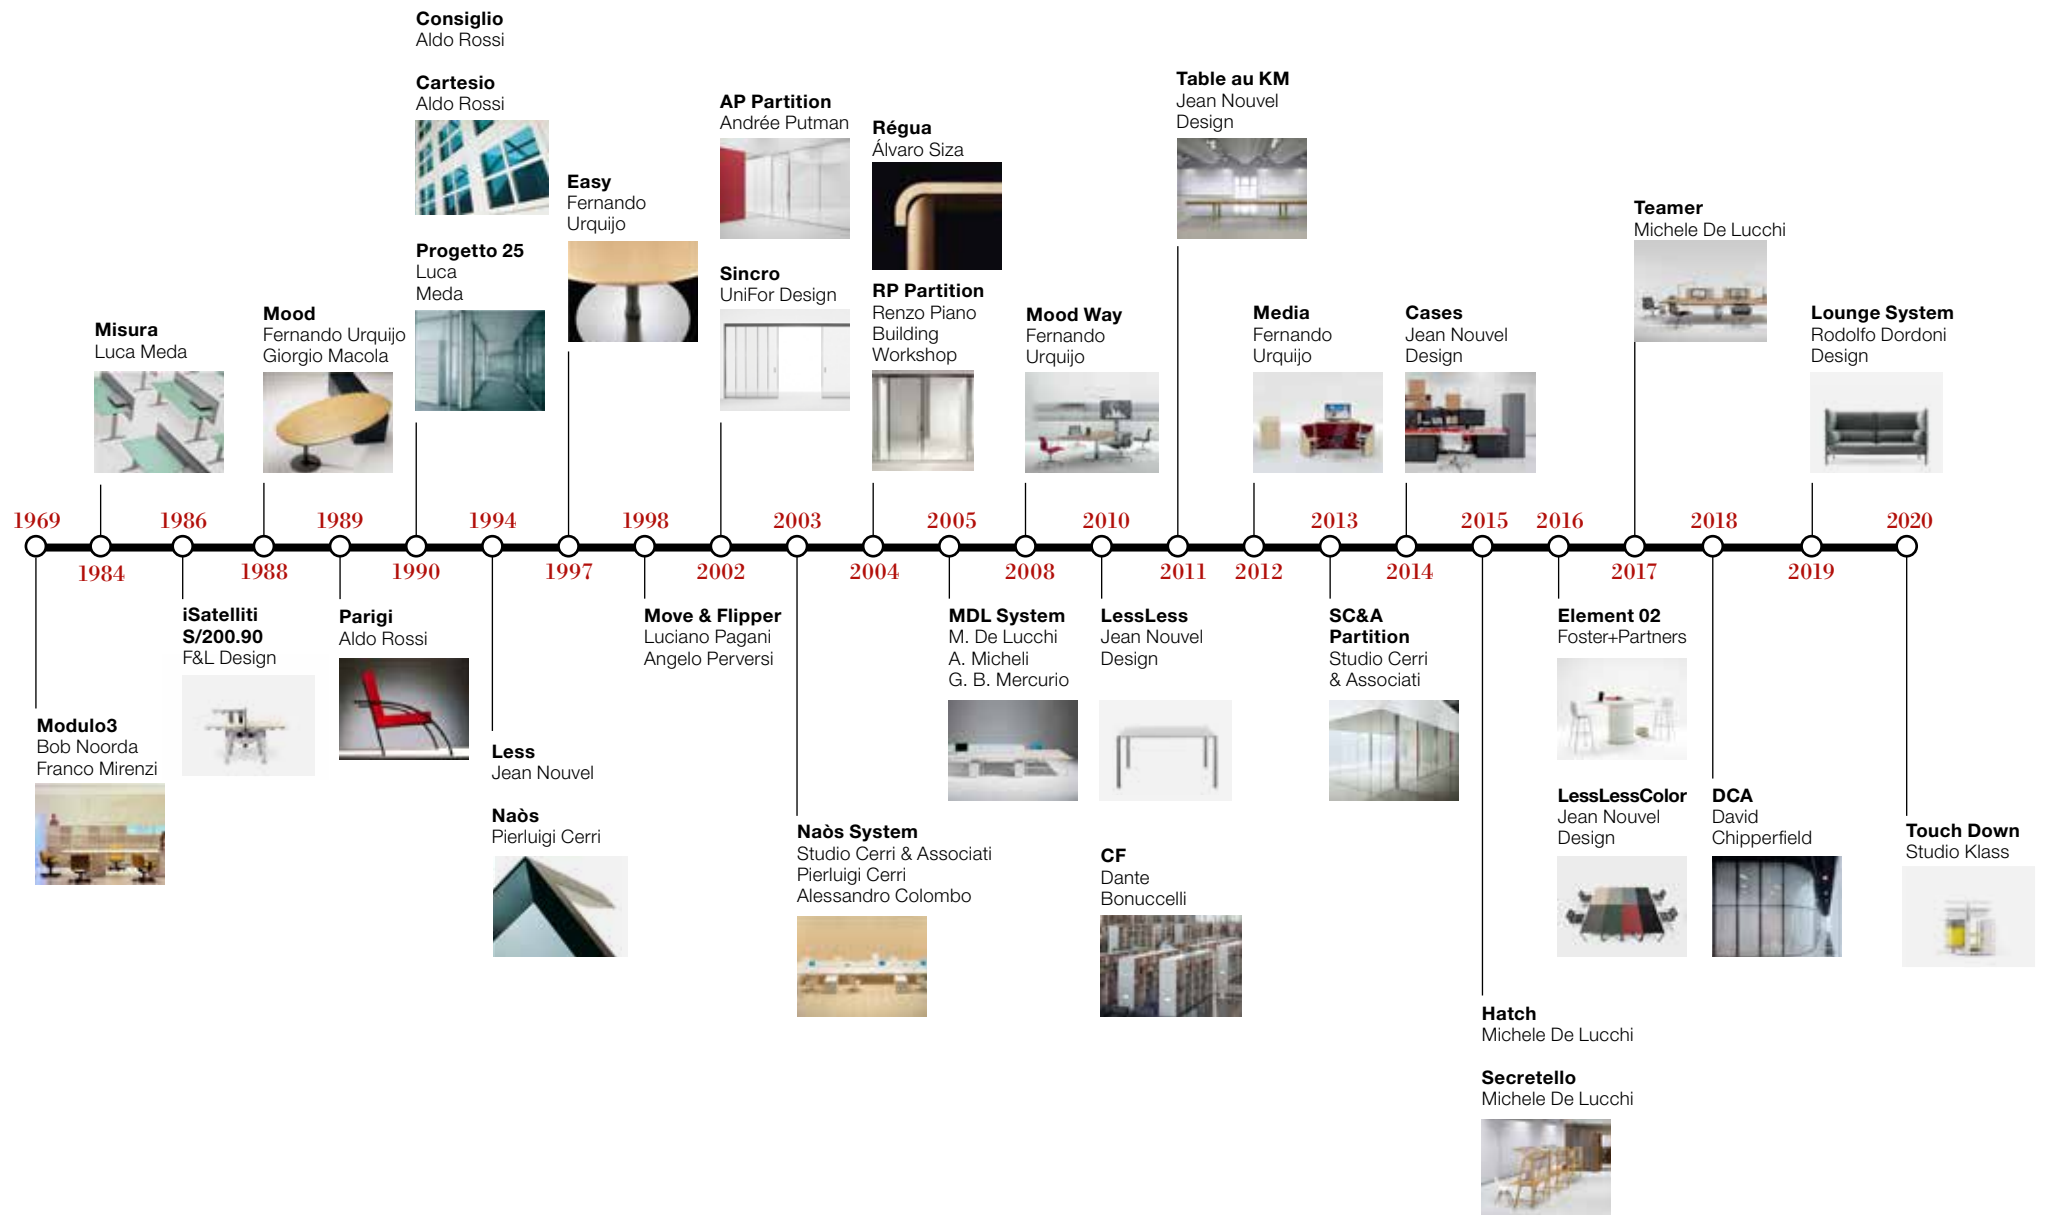 Consiglio
Aldo Rossi
Cartesio
Aldo Rossi
Progetto 25
Luca
Meda
Misura
Luca Meda
Mood
Fernando Urquijo
Giorgio Macola
Easy
Fernando
Urquijo
AP Partition
Andrée Putman
Sincro
UniFor Design
Régua
Álvaro Siza
RP Partition
Renzo Piano
Building
Workshop
Mood Way
Fernando
Urquijo
Table au KM
Jean Nouvel
Design
Media
Fernando
Urquijo
Cases
Jean Nouvel
Design
Teamer
Michele De Lucchi
Lounge System
Rodolfo Dordoni
Design
1969
1984
1986
1988
1989
1990
1994
1997
1998
2002
2003
2004
2005
2008
2010
2011
2012
2013
2014
2015
2016
2017
2018
2019
2020
Modulo3
Bob Noorda
Franco Mirenzi
iSatelliti
S/200.90
F&L Design
Parigi
Aldo Rossi
Less
Jean Nouvel
Naòs
Pierluigi Cerri
Move & Flipper
Luciano Pagani
Angelo Perversi
Naòs System
Studio Cerri & Associati
Pierluigi Cerri
Alessandro Colombo
MDL System
M. De Lucchi
A. Micheli
G. B. Mercurio
LessLess
Jean Nouvel
Design
CF
Dante
Bonuccelli
SC&A
Partition
Studio Cerri
& Associati
Hatch
Michele De Lucchi
Secretello
Michele De Lucchi
Element 02
Foster+Partners
LessLessColor
Jean Nouvel
Design
DCA
David
Chipperfield
Touch Down
Studio Klass